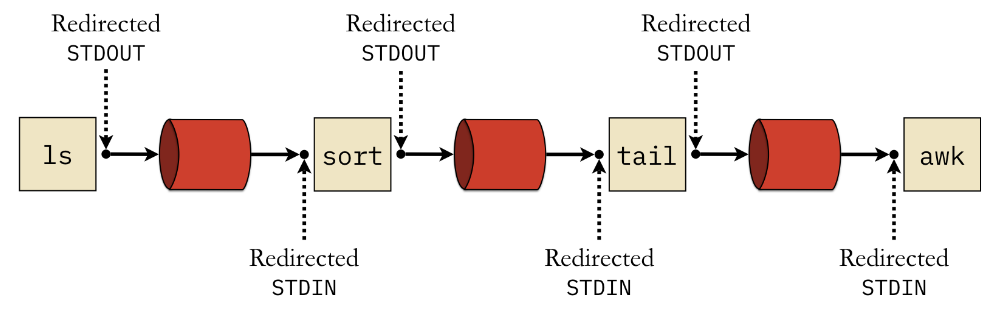 Redirected
STDOUT
Redirected
STDOUT
Redirected
STDOUT
ls
sort
tail
awk
Redirected
STDIN
Redirected
STDIN
Redirected
STDIN